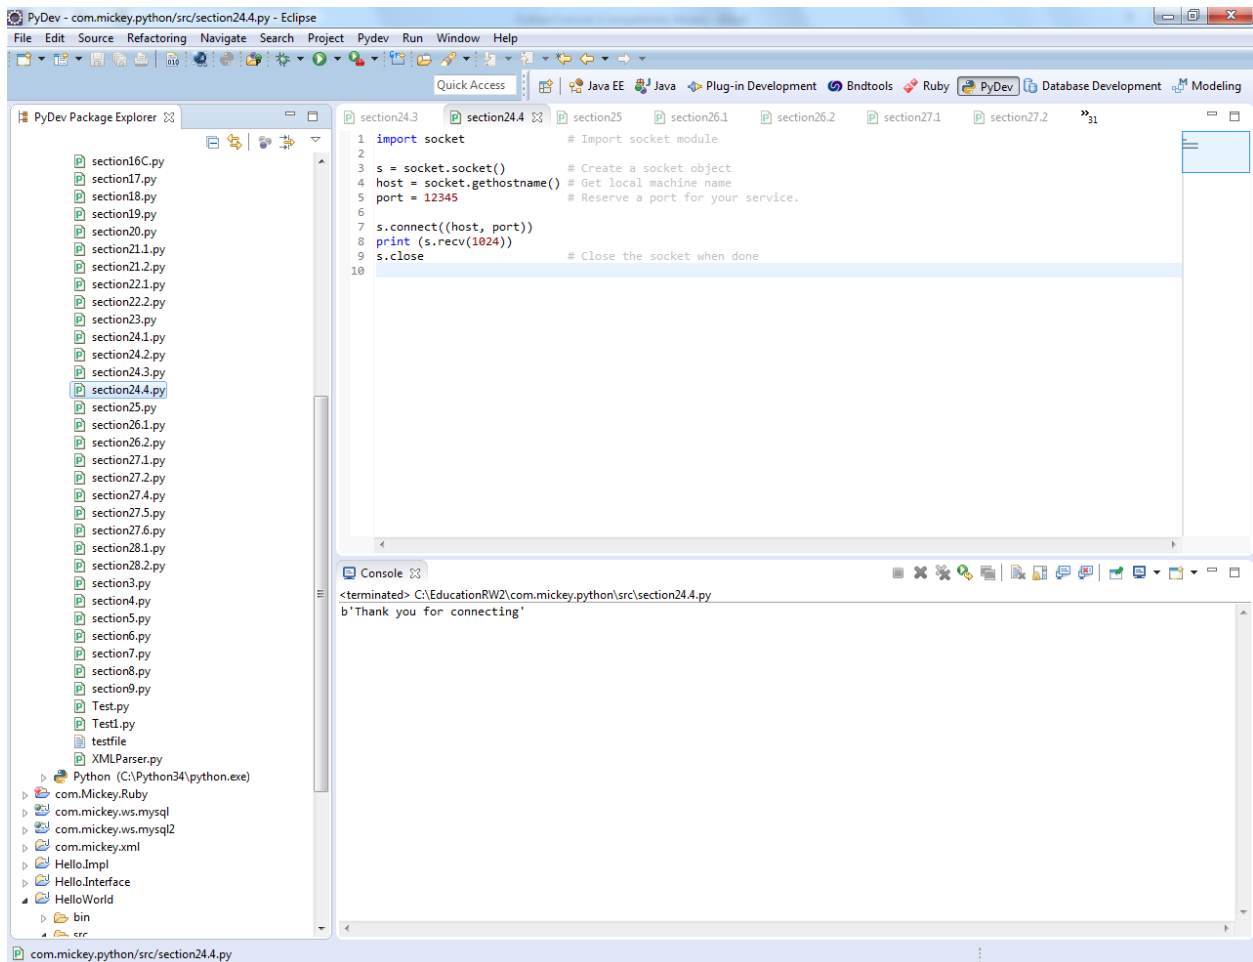 PyDev - com.mickey.python/src/section24.4.py - Eclipse
File Edit Source Refactoring Navigate Search Project Pydev Run Window Help
Quick Access Java EE Java Plug-in Development Bndtools Ruby PyDev Database Development Modeling
PyDev Package Explorer
section16C.py
section17.py
section18.py
section19.py
section20.py
section21.1.py
section21.2.py
section22.1.py
section22.2.py
section23.py
section24.1.py
section24.2.py
section24.3.py
section24.4.py
section25.py
section26.1.py
section26.2.py
section27.1.py
section27.2.py
section27.4.py
section27.5.py
section27.6.py
section28.1.py
section28.2.py
section3.py
section4.py
section5.py
section6.py
section7.py
section8.py
section9.py
Test.py
Test1.py
testfile
XMLParser.py
Python (C:\Python34\python.exe)
com.Mickey.Ruby
com.mickey.ws.mysql
com.mickey.ws.mysql2
com.mickey.xml
Hello.Impl
Hello.Interface
HelloWorld
bin
src
section24.3 section24.4 section25 section26.1 section26.2 section27.1 section27.2 »31
1 import socket # Import socket module
2
3 s = socket.socket() # Create a socket object
4 host = socket.gethostname() # Get local machine name
5 port = 12345 # Reserve a port for your service.
6
7 s.connect((host, port))
8 print (s.recv(1024))
9 s.close # Close the socket when done
10
Console
<terminated> C:\EducationRW2\com.mickey.python\src\section24.4.py
b'Thank you for connecting'
com.mickey.python/src/section24.4.py